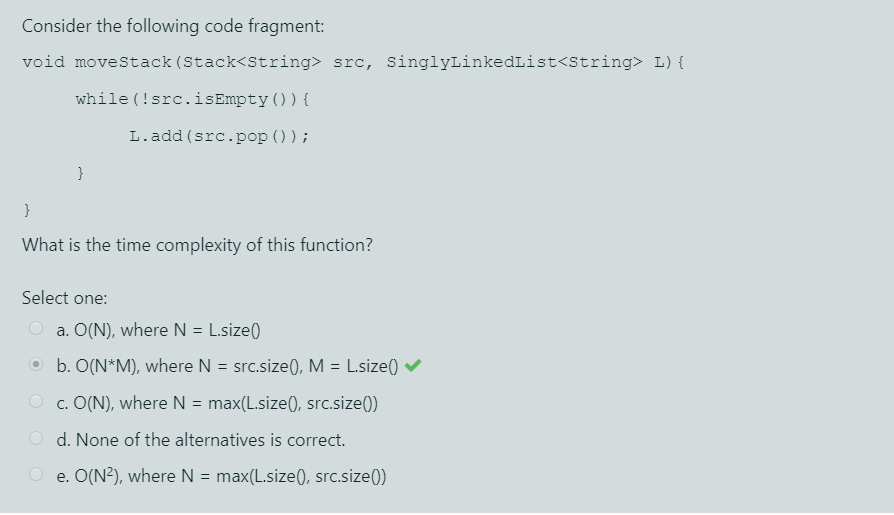 Consider the following code fragment:
void moveStack(Stack<String> src, SinglyLinkedList<String> L){
while(!src.isEmpty()){
L.add(src.pop());
}
}
What is the time complexity of this function?
Select one:
a. O(N), where N = L.size()
b. O(N*M), where N = src.size(), M = L.size()
c. O(N), where N = max(L.size(), src.size())
d. None of the alternatives is correct.
e. O(N²), where N = max(L.size(), src.size())